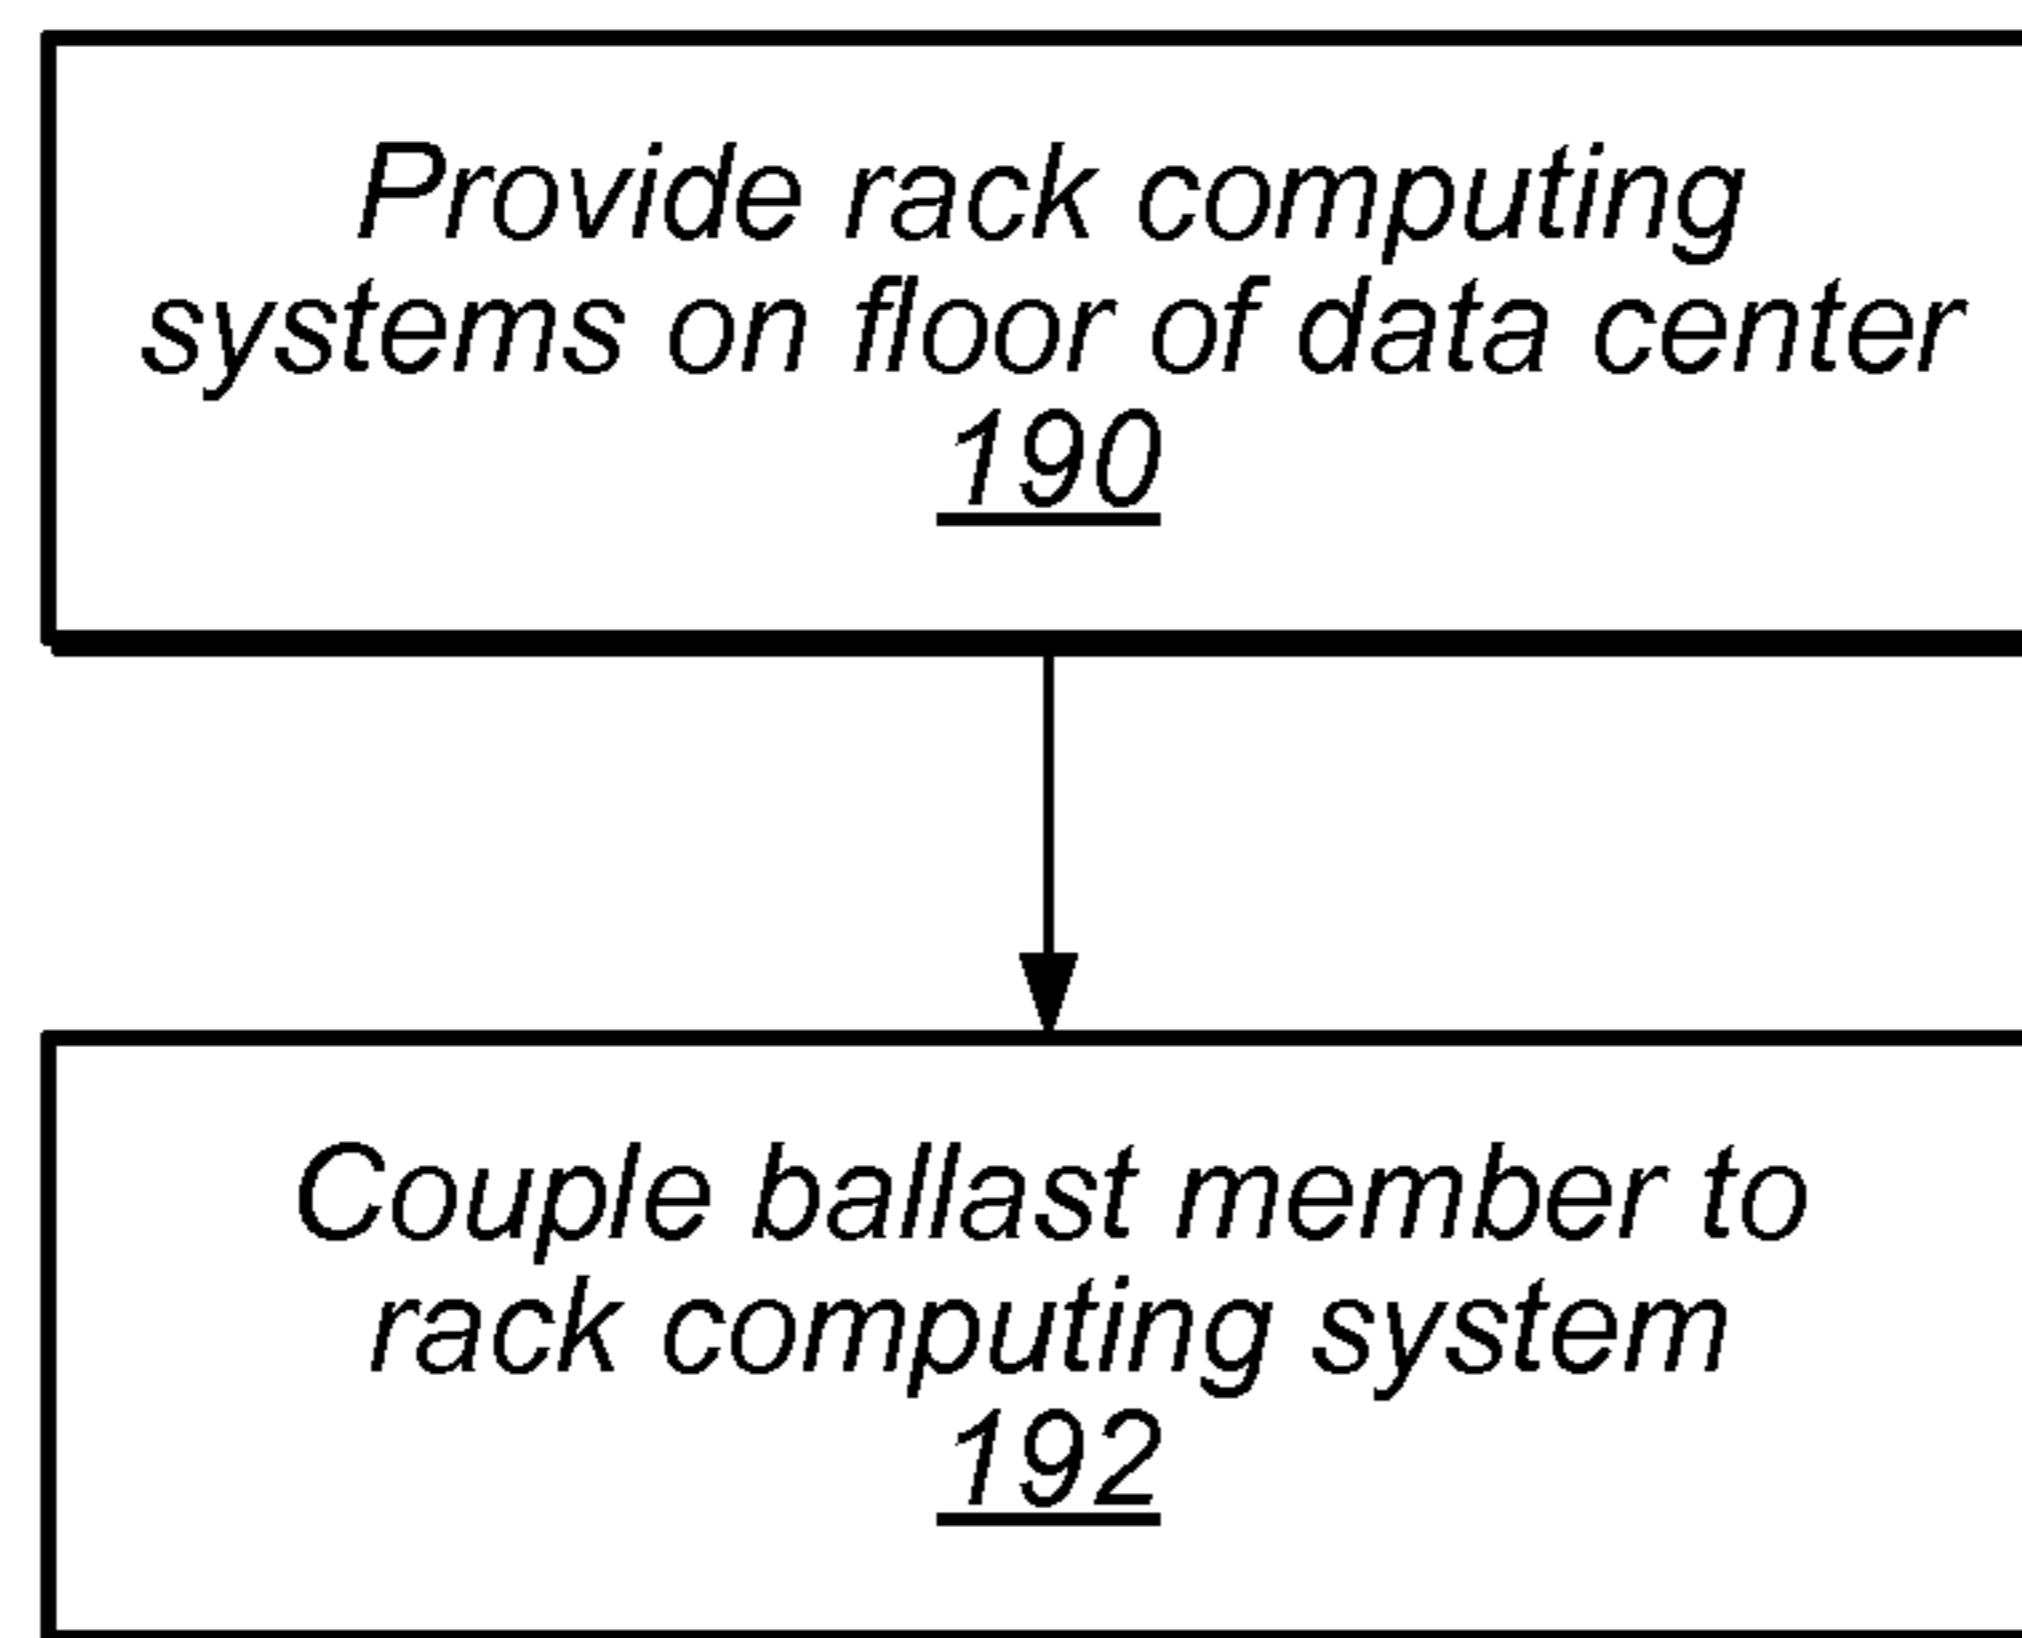 Provide rack computing
systems on floor of data center
190
Couple ballast member to
rack computing system
192